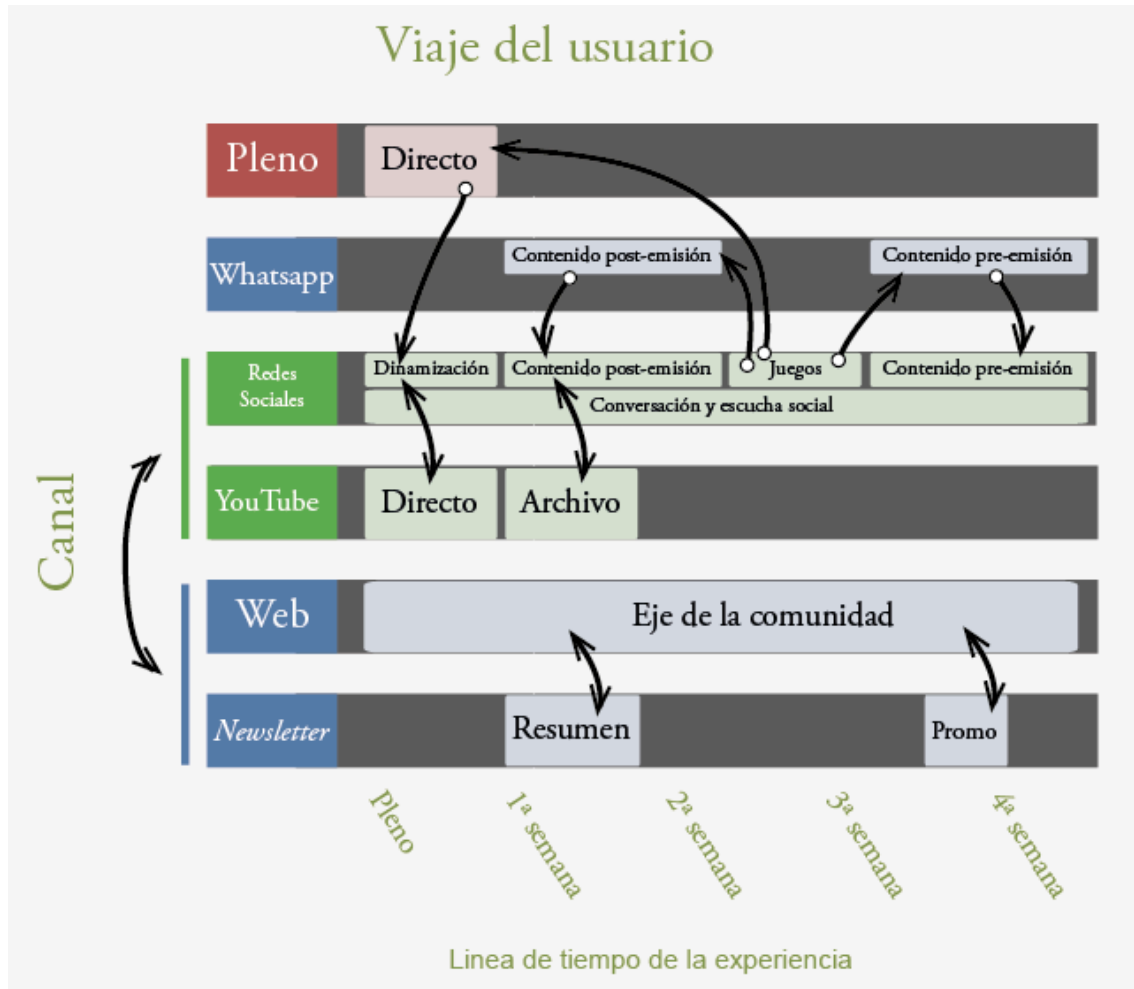 Viaje del usuario
Pleno
Directo
Whatsapp
Contenido post-emisión
Contenido pre-emisión
Redes
Sociales
Dinamización
Contenido post-emisión
Juegos
Contenido pre-emisión
Conversación y escucha social
Canal
YouTube
Directo
Archivo
Web
Eje de la comunidad
Newsletter
Resumen
Promo
Pleno
1ª semana
2ª semana
3ª semana
4ª semana
Linea de tiempo de la experiencia